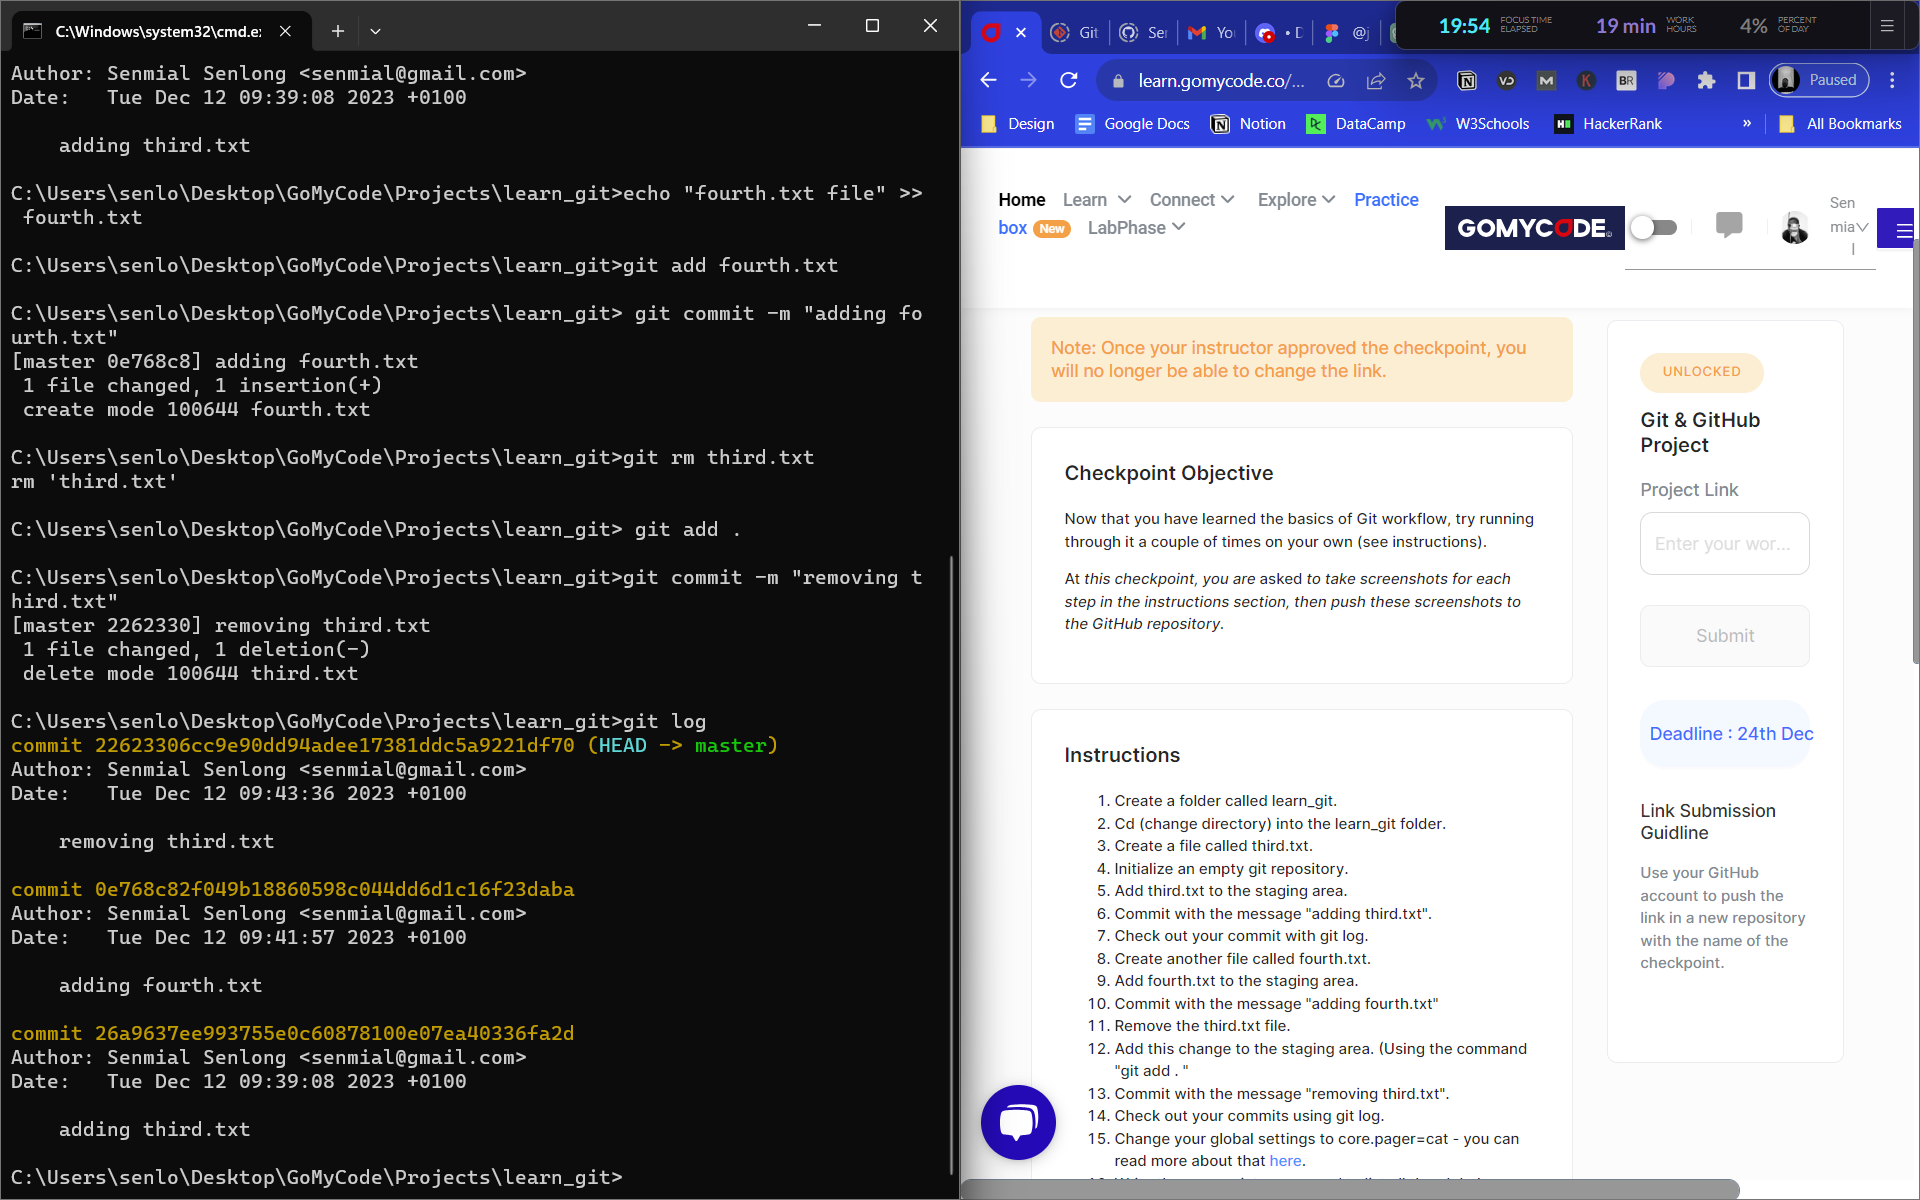 C:\Windows\system32\cmd.e
Author: Senmial Senlong <senmial@gmail.com>
Date:   Tue Dec 12 09:39:08 2023 +0100
adding third.txt
C:\Users\senlo\Desktop\GoMyCode\Projects\learn_git>echo "fourth.txt file" >>
fourth.txt
C:\Users\senlo\Desktop\GoMyCode\Projects\learn_git>git add fourth.txt
C:\Users\senlo\Desktop\GoMyCode\Projects\learn_git> git commit -m "adding fo
urth.txt"
[master 0e768c8] adding fourth.txt
1 file changed, 1 insertion(+)
create mode 100644 fourth.txt
C:\Users\senlo\Desktop\GoMyCode\Projects\learn_git>git rm third.txt
rm 'third.txt'
C:\Users\senlo\Desktop\GoMyCode\Projects\learn_git> git add .
C:\Users\senlo\Desktop\GoMyCode\Projects\learn_git>git commit -m "removing t
hird.txt"
[master 2262330] removing third.txt
1 file changed, 1 deletion(-)
delete mode 100644 third.txt
C:\Users\senlo\Desktop\GoMyCode\Projects\learn_git>git log
commit 22623306cc9e90dd94adee17381ddc5a9221df70 (HEAD -> master)
Author: Senmial Senlong <senmial@gmail.com>
Date:   Tue Dec 12 09:43:36 2023 +0100
removing third.txt
commit 0e768c82f049b18860598c044dd6d1c16f23daba
Author: Senmial Senlong <senmial@gmail.com>
Date:   Tue Dec 12 09:41:57 2023 +0100
adding fourth.txt
commit 26a9637ee993755e0c60878100e07ea40336fa2d
Author: Senmial Senlong <senmial@gmail.com>
Date:   Tue Dec 12 09:39:08 2023 +0100
adding third.txt
C:\Users\senlo\Desktop\GoMyCode\Projects\learn_git>
Git
Ser
Yo
• D
@j
19:54 FOCUS TIME ELAPSED
19 min WORK HOURS
4% PERCENT OF DAY
learn.gomycode.co/...
VD
M
K
BR
Paused
Design
Google Docs
Notion
DataCamp
W3Schools
HackerRank
»
All Bookmarks
Home Learn Connect Explore Practice
box New LabPhase
GOMYCODE
Sen
mia
l
Note: Once your instructor approved the checkpoint, you
will no longer be able to change the link.
Checkpoint Objective
Now that you have learned the basics of Git workflow, try running
through it a couple of times on your own (see instructions).
At this checkpoint, you are asked to take screenshots for each
step in the instructions section, then push these screenshots to
the GitHub repository.
Instructions
1. Create a folder called learn_git.
2. Cd (change directory) into the learn_git folder.
3. Create a file called third.txt.
4. Initialize an empty git repository.
5. Add third.txt to the staging area.
6. Commit with the message "adding third.txt".
7. Check out your commit with git log.
8. Create another file called fourth.txt.
9. Add fourth.txt to the staging area.
10. Commit with the message "adding fourth.txt"
11. Remove the third.txt file.
12. Add this change to the staging area. (Using the command
"git add . "
13. Commit with the message "removing third.txt".
14. Check out your commits using git log.
15. Change your global settings to core.pager=cat - you can
read more about that here.
UNLOCKED
Git & GitHub
Project
Project Link
Enter your wor...
Submit
Deadline : 24th Dec
Link Submission
Guidline
Use your GitHub
account to push the
link in a new repository
with the name of the
checkpoint.